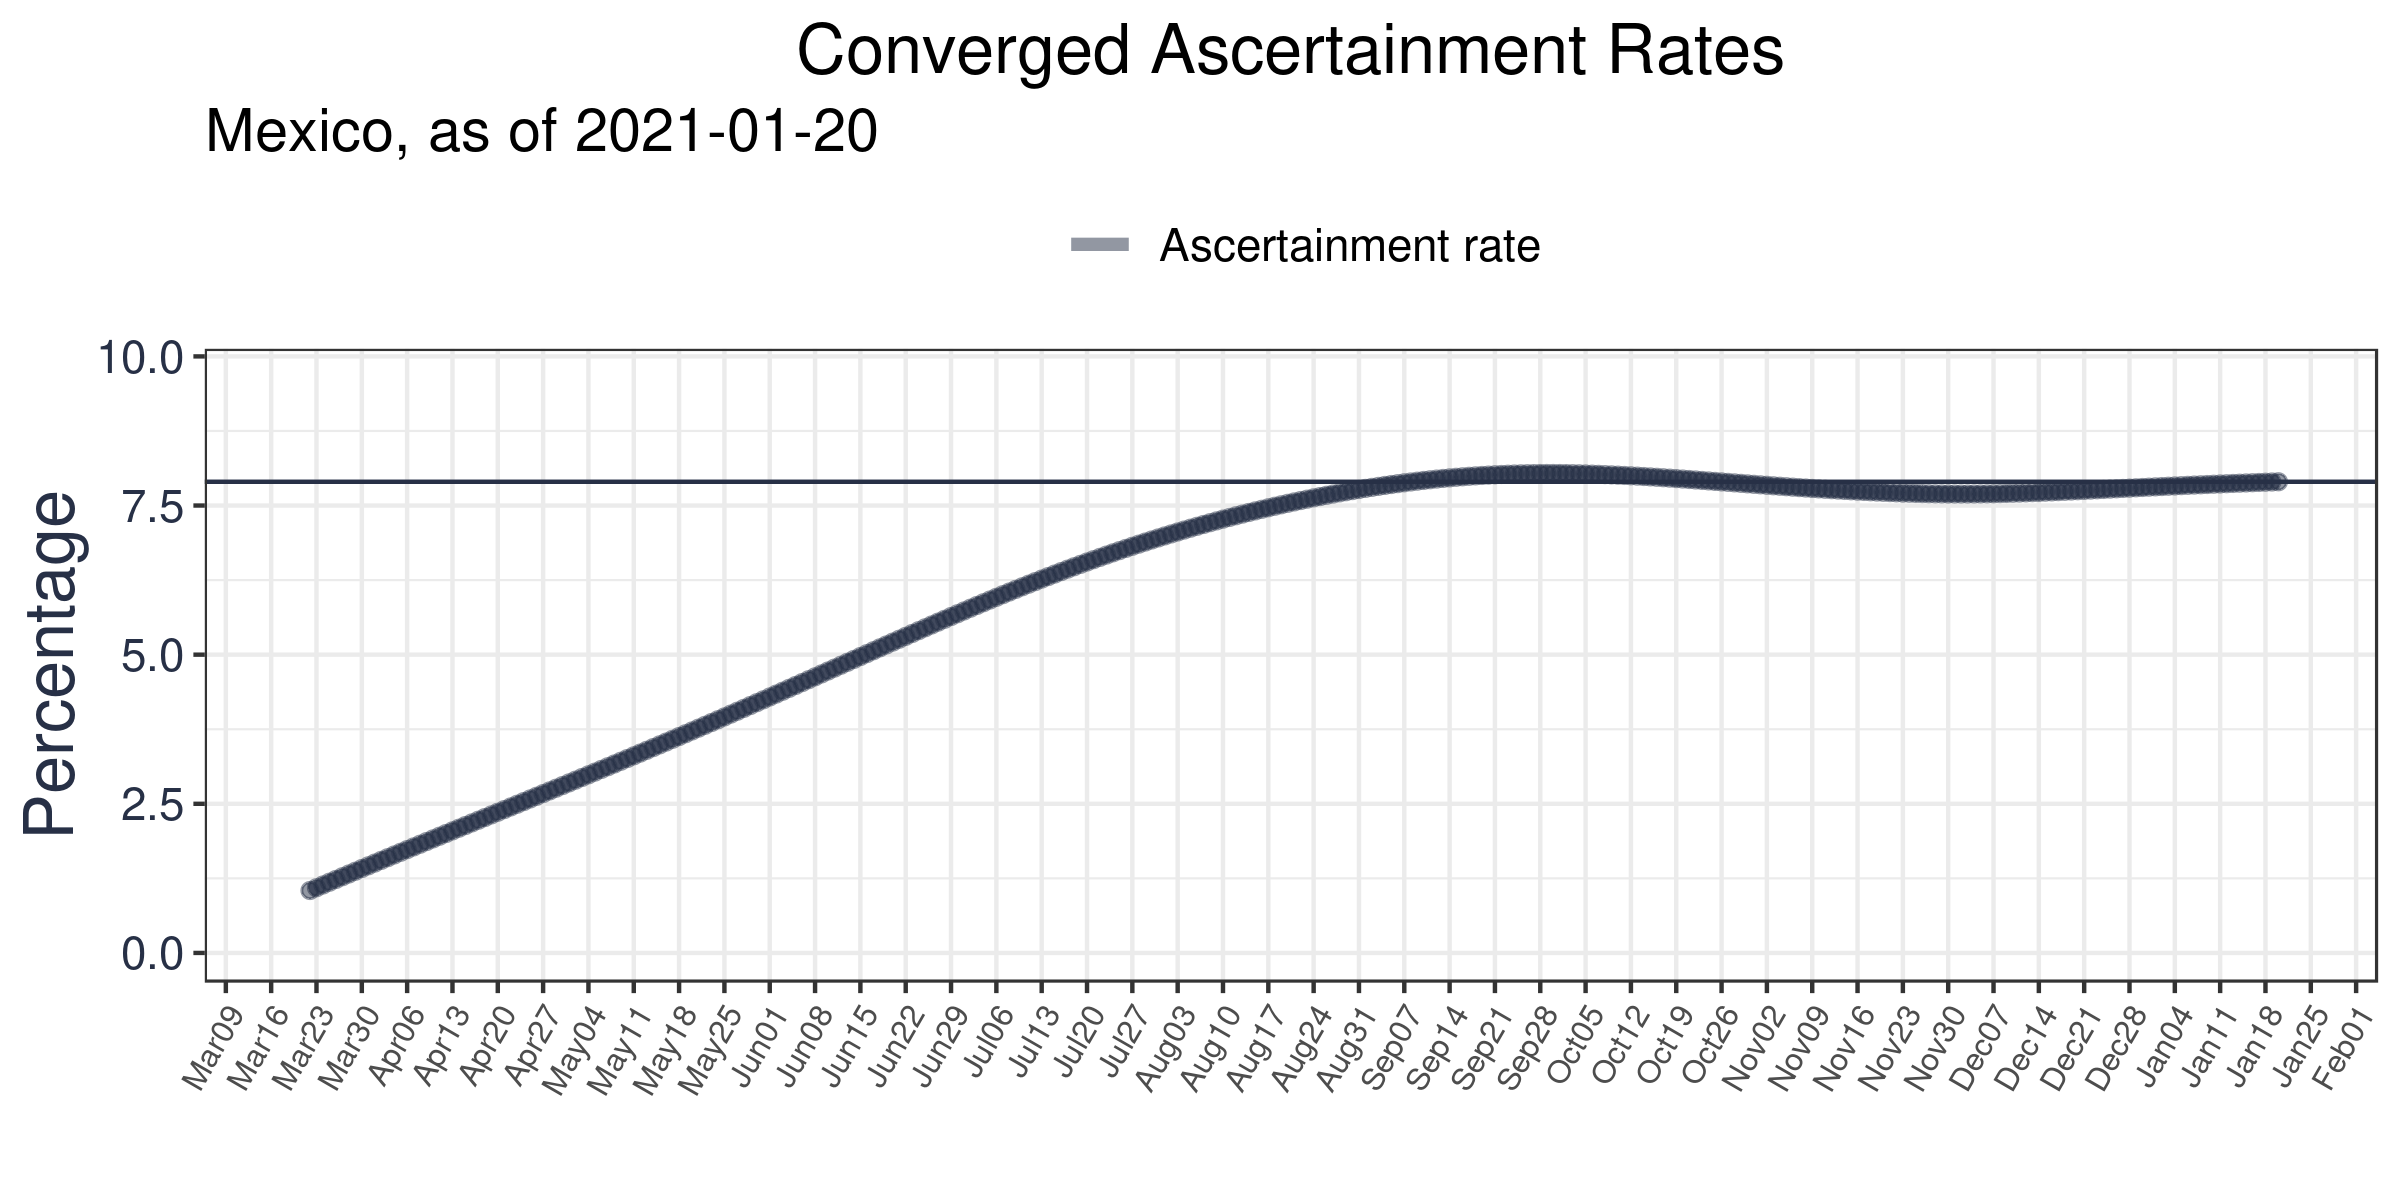 Converged Ascertainment Rates
Mexico, as of 2021-01-20
Ascertainment rate
Percentage
10.0
7.5
5.0
2.5
0.0
Mar09
Mar16
Mar23
Mar30
Apr06
Apr13
Apr20
Apr27
May04
May11
May18
May25
Jun01
Jun08
Jun15
Jun22
Jun29
Jul06
Jul13
Jul20
Jul27
Aug03
Aug10
Aug17
Aug24
Aug31
Sep07
Sep14
Sep21
Sep28
Oct05
Oct12
Oct19
Oct26
Nov02
Nov09
Nov16
Nov23
Nov30
Dec07
Dec14
Dec21
Dec28
Jan04
Jan11
Jan18
Jan25
Feb01